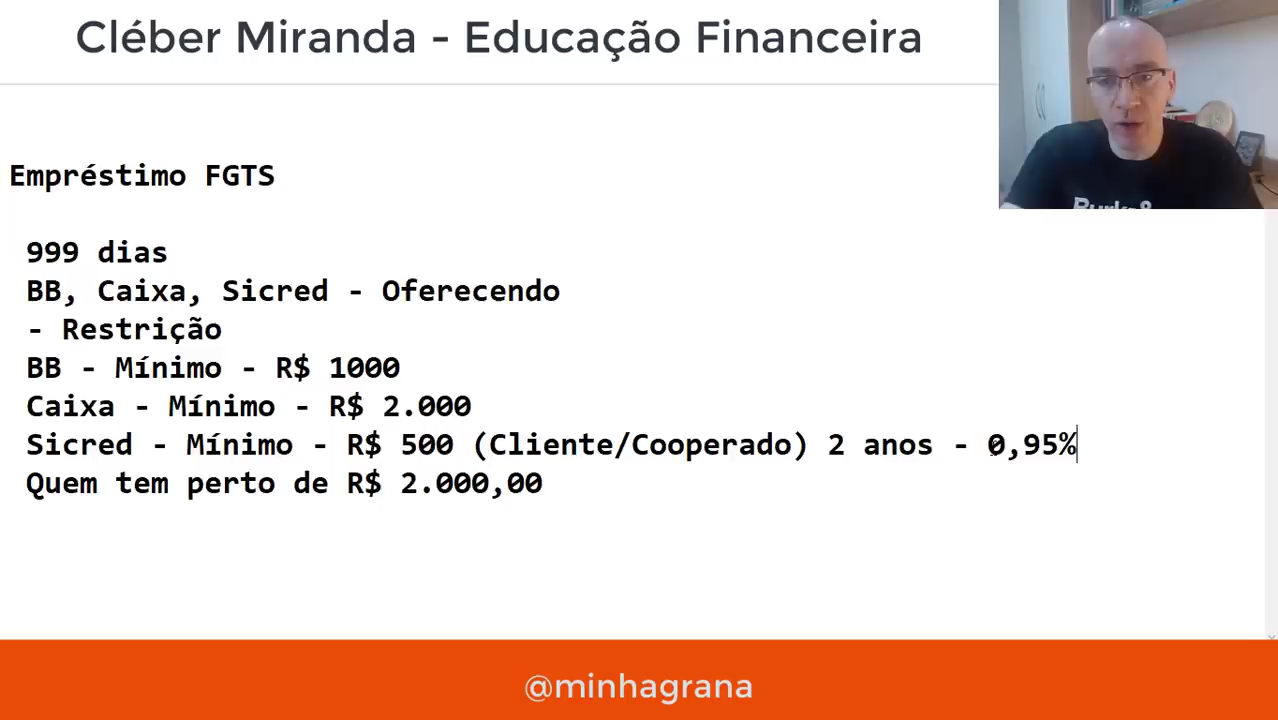 Cléber Miranda - Educação Financeira
Empréstimo FGTS
999 dias
BB, Caixa, Sicred - Oferecendo
- Restrição
BB - Mínimo - R$ 1000
Caixa - Mínimo - R$ 2.000
Sicred - Mínimo - R$ 500 (Cliente/Cooperado) 2 anos - 0,95%
Quem tem perto de R$ 2.000,00
@minhagrana